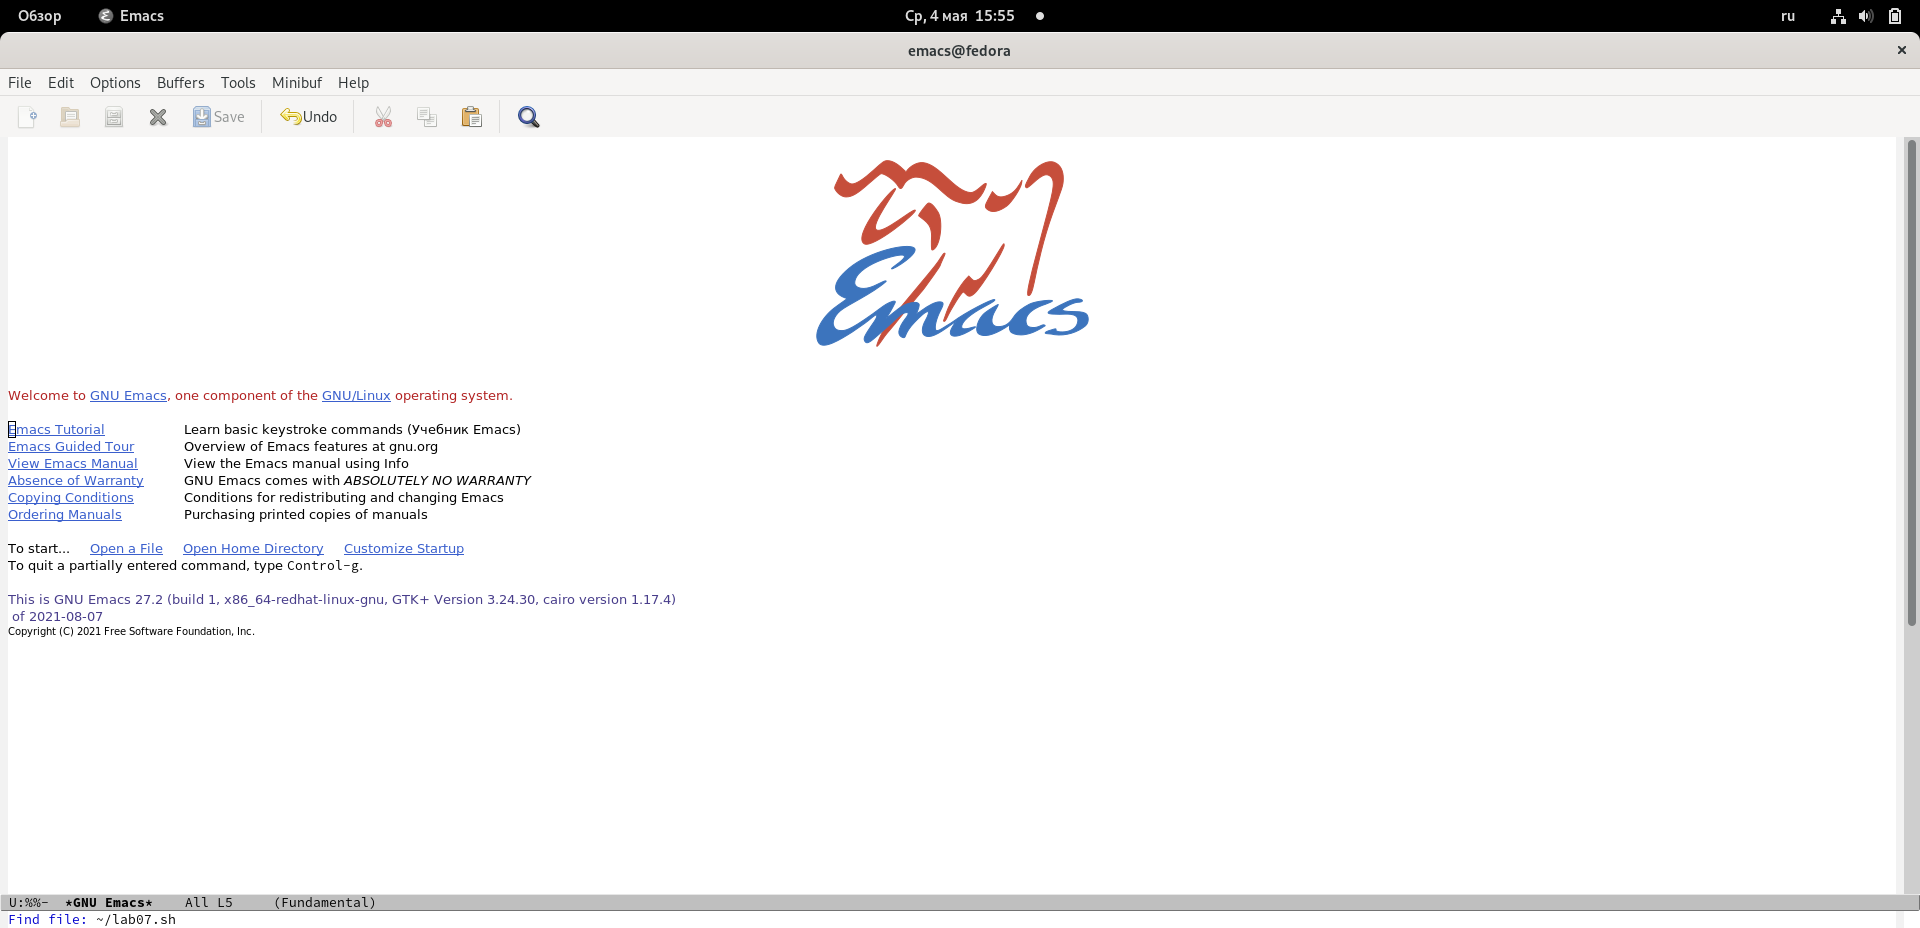 Обзор Emacs Ср, 4 мая 15:55 ru
emacs@fedora
File Edit Options Buffers Tools Minibuf Help
Save Undo
Emacs
Welcome to GNU Emacs, one component of the GNU/Linux operating system.
Emacs Tutorial Learn basic keystroke commands (Учебник Emacs)
Emacs Guided Tour Overview of Emacs features at gnu.org
View Emacs Manual View the Emacs manual using Info
Absence of Warranty GNU Emacs comes with ABSOLUTELY NO WARRANTY
Copying Conditions Conditions for redistributing and changing Emacs
Ordering Manuals Purchasing printed copies of manuals
To start... Open a File Open Home Directory Customize Startup
To quit a partially entered command, type Control-g.
This is GNU Emacs 27.2 (build 1, x86_64-redhat-linux-gnu, GTK+ Version 3.24.30, cairo version 1.17.4)
of 2021-08-07
Copyright (C) 2021 Free Software Foundation, Inc.
U:%%- *GNU Emacs* All L5 (Fundamental)
Find file: ~/lab07.sh